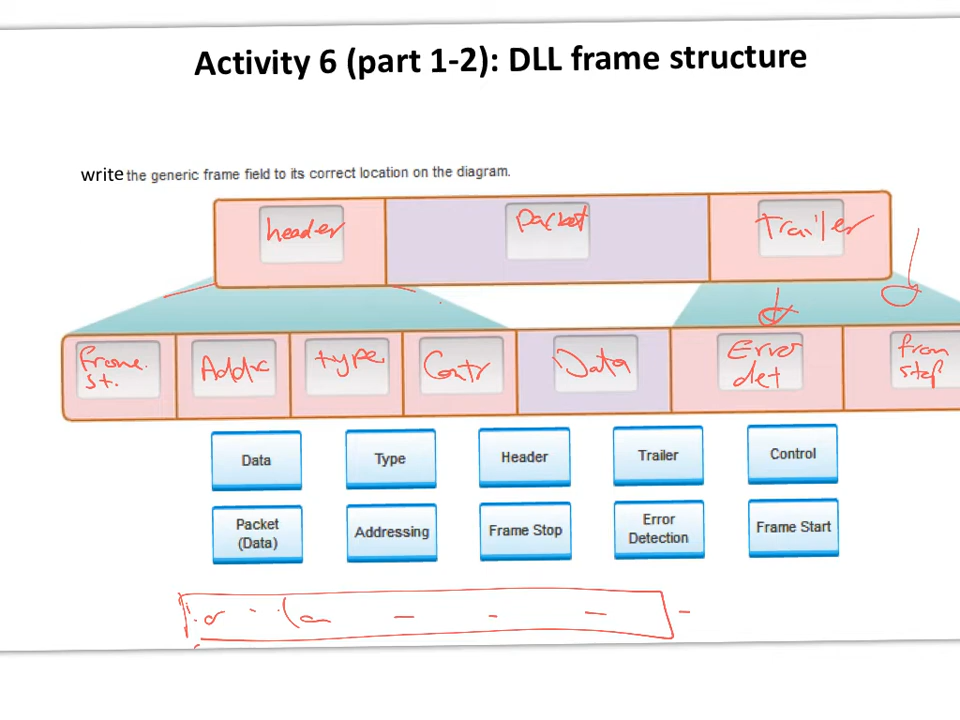 Activity 6 (part 1-2): DLL frame structure
write the generic frame field to its correct location on the diagram.
header packet Trailer
frame. Addrc type Contr Data Error fram
st. det stop
Data Type Header Trailer Control
Packet Addressing Frame Stop Error Frame Start
(Data) Detection